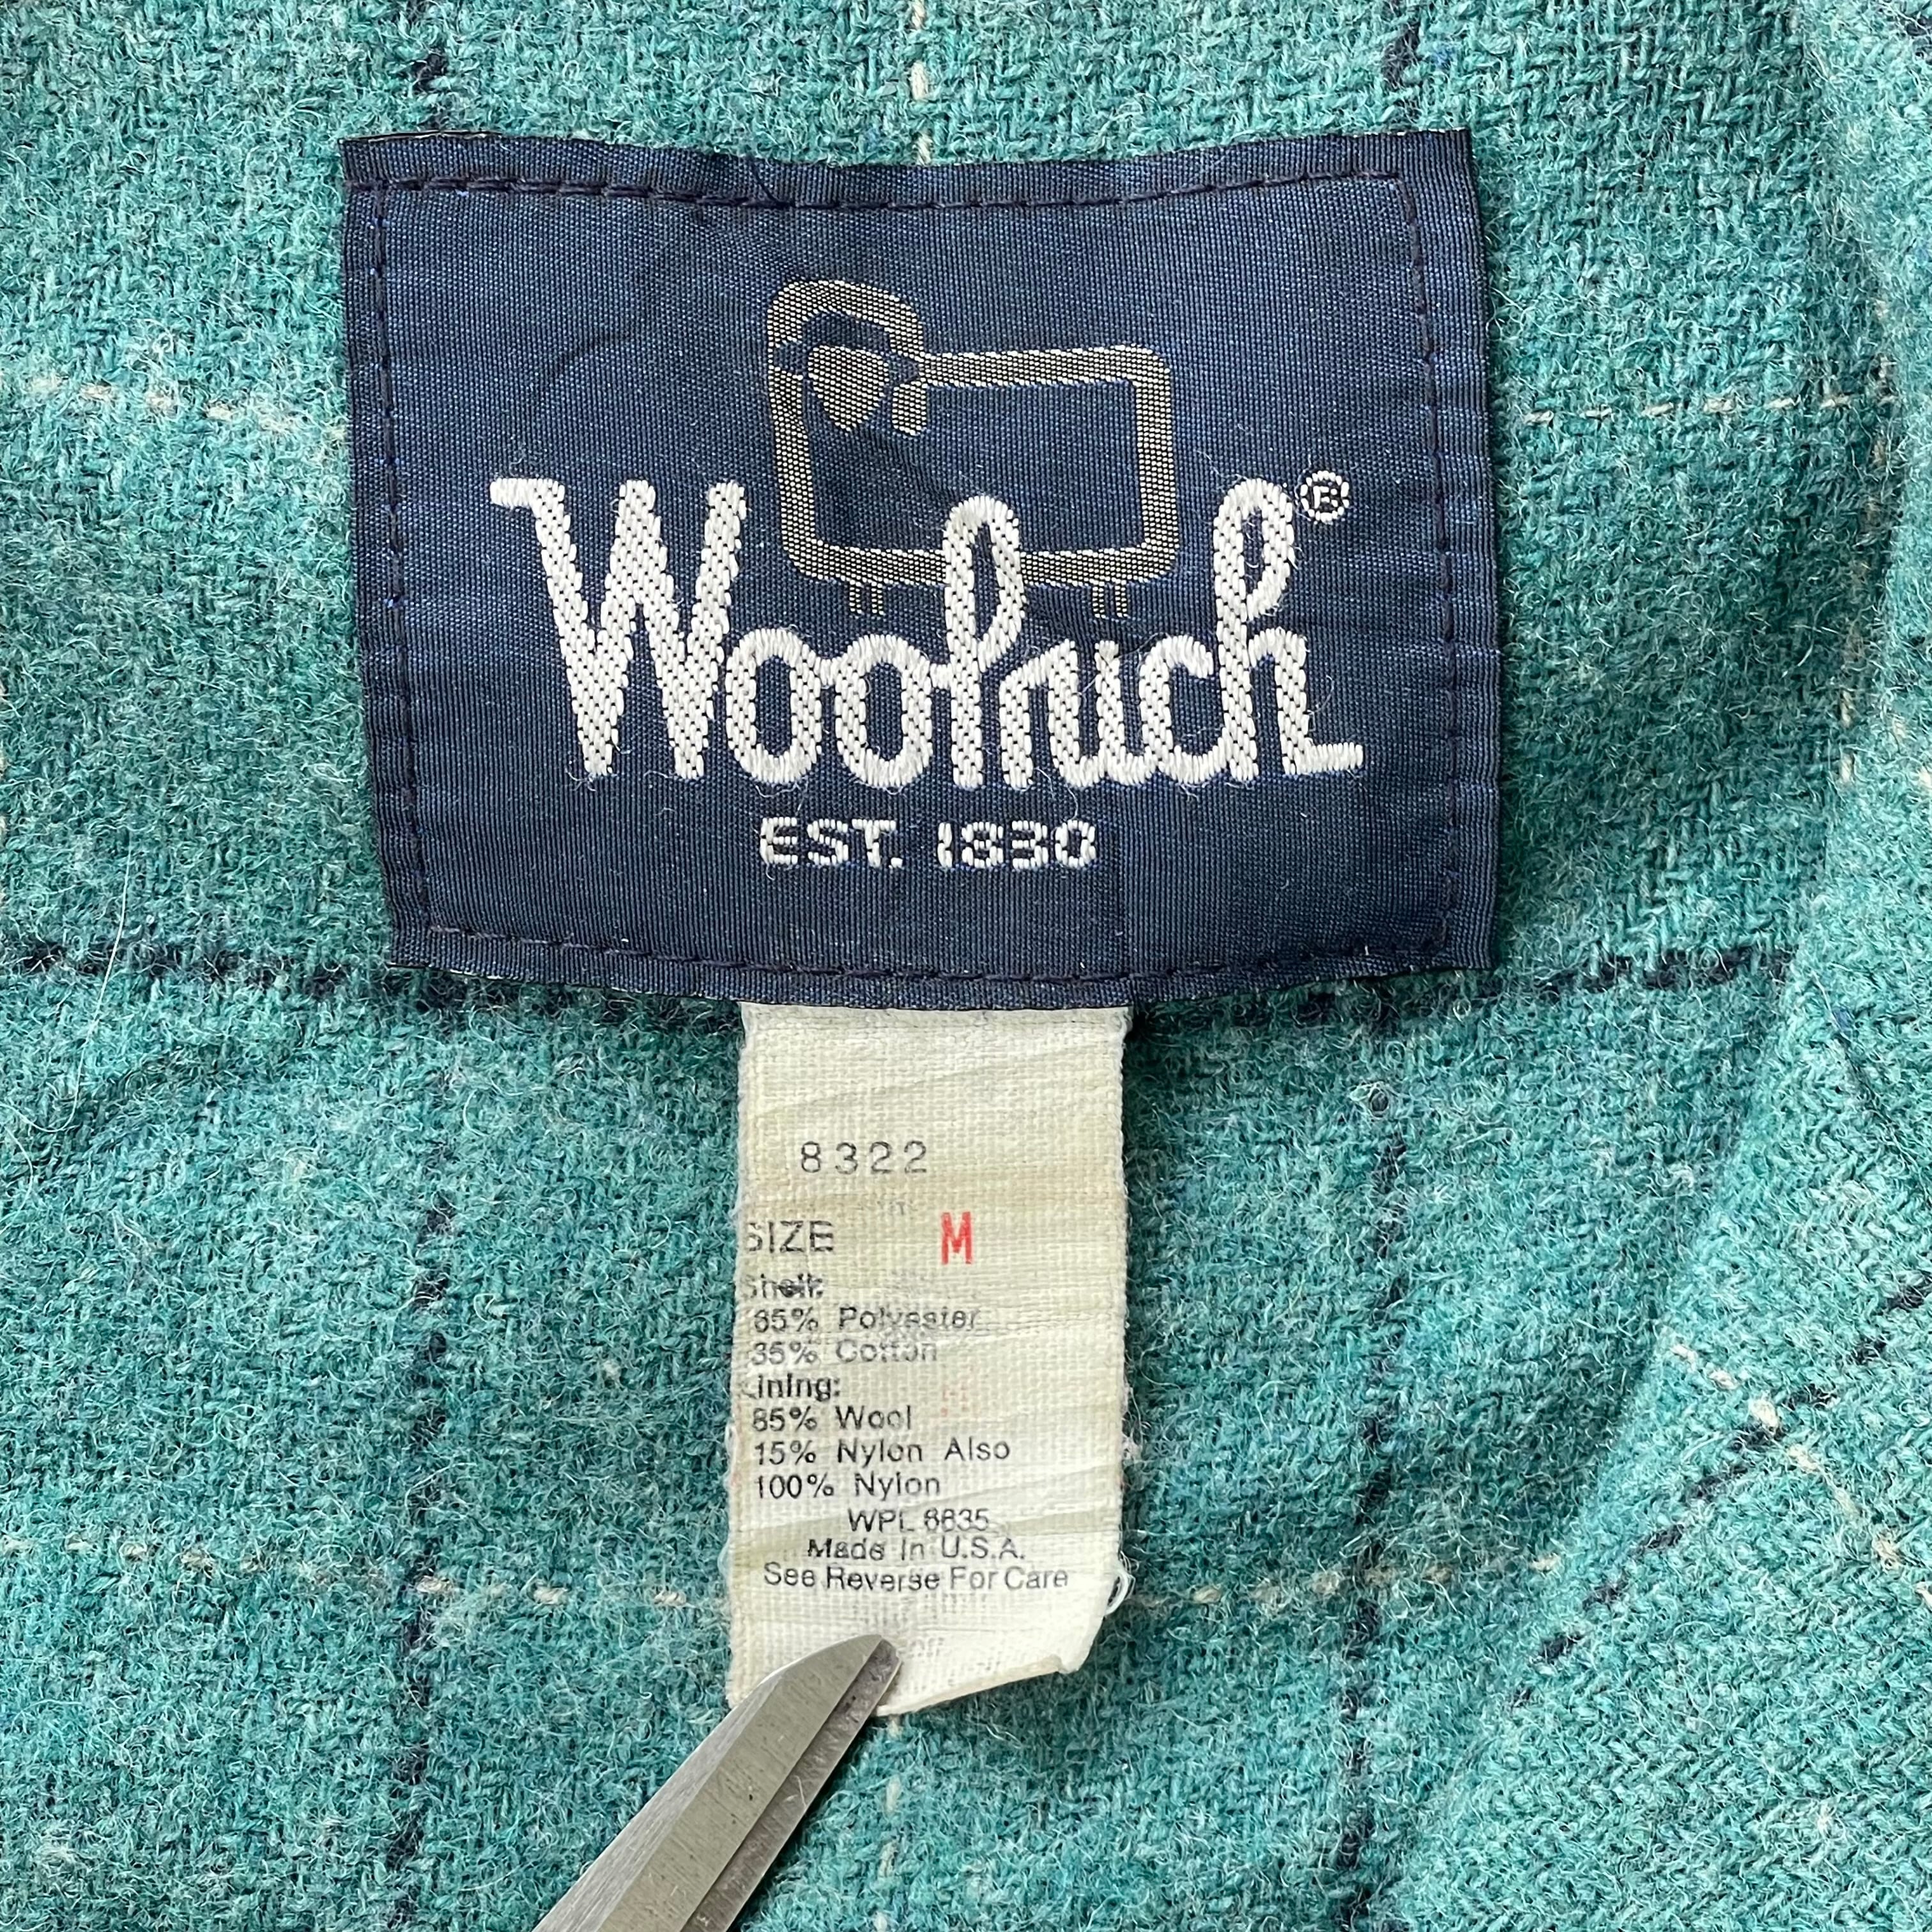 Woolrich®
EST. 1830
8322
SIZE M
Shell:
65% Polyester
35% Cotton
Lining:
85% Wool
15% Nylon Also
100% Nylon
WPL 6635
Made In U.S.A.
See Reverse For Care